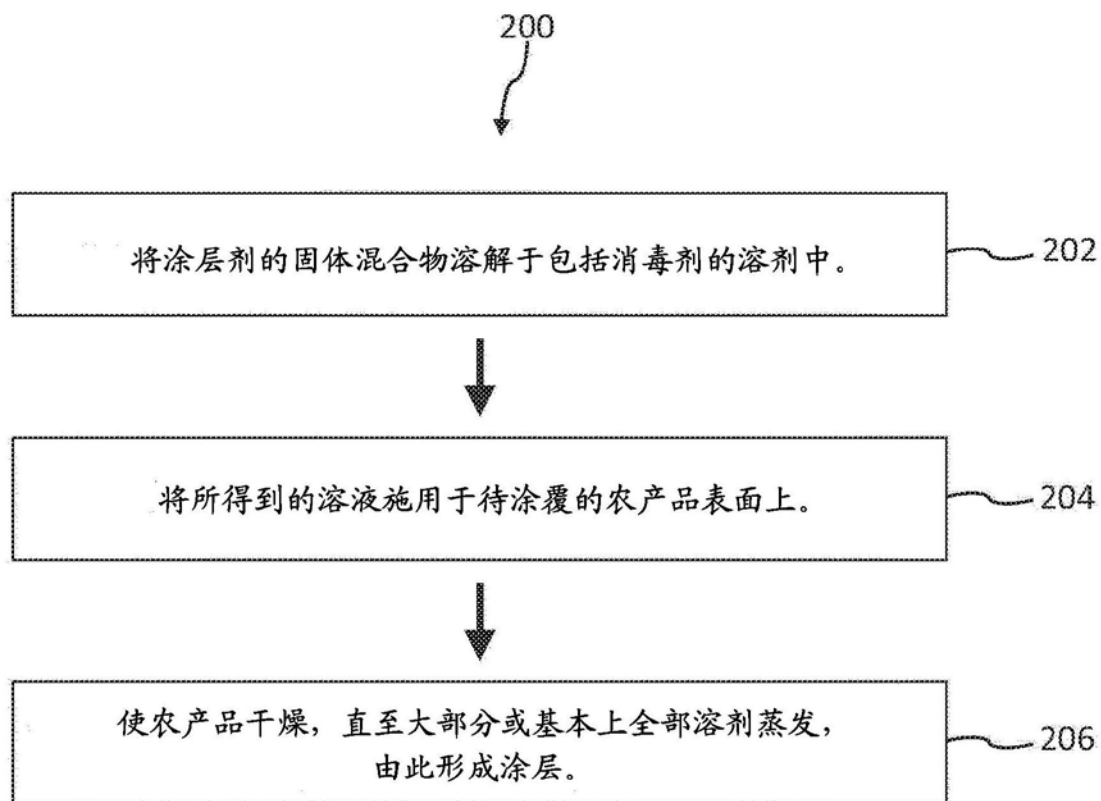 200
将涂层剂的固体混合物溶解于包括消毒剂的溶剂中。
202
将所得到的溶液施用于待涂覆的农产品表面上。
204
使农产品干燥，直至大部分或基本上全部溶剂蒸发，
由此形成涂层。
206